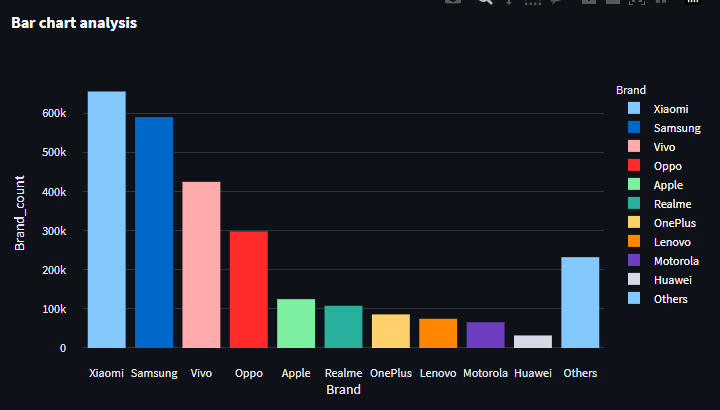 Bar chart analysis
600k
500k
400k
300k
200k
100k
0
Brand_count
Xiaomi Samsung Vivo Oppo Apple Realme OnePlus Lenovo Motorola Huawei Others
Brand
Brand
Xiaomi
Samsung
Vivo
Oppo
Apple
Realme
OnePlus
Lenovo
Motorola
Huawei
Others